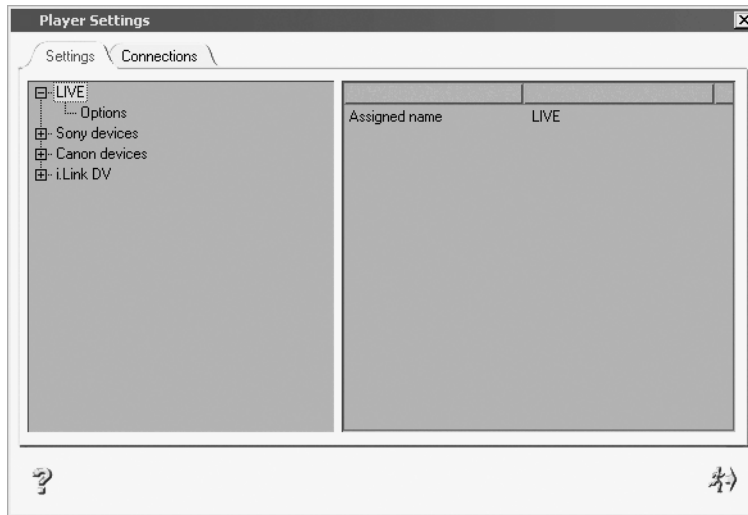 Player Settings
Settings Connections
LIVE
Options
Sony devices
Canon devices
i.Link DV
Assigned name LIVE